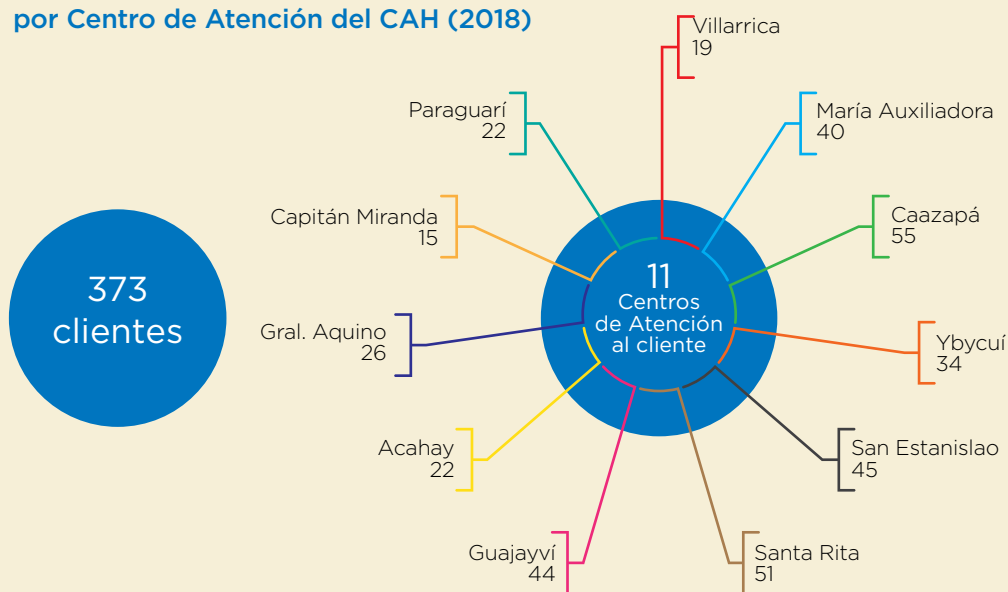 por Centro de Atención del CAH (2018)
373
clientes
11
Centros
de Atención
al cliente
Villarrica
19
María Auxiliadora
40
Caazapá
55
Ybycuí
34
San Estanislao
45
Santa Rita
51
Guajayví
44
Acahay
22
Gral. Aquino
26
Capitán Miranda
15
Paraguarí
22